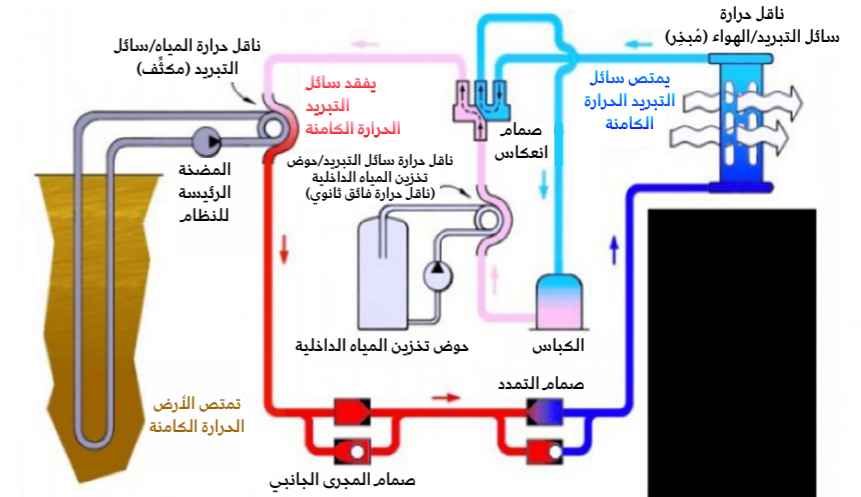 ناقل حرارة
سائل التبريد/الهواء (مُبخِر)
ناقل حرارة المياه/سائل
التبريد (مكثِّف)
يفقد سائل
التبريد
الحرارة الكامنة
يمتص سائل
التبريد الحرارة
الكامنة
صمام
انعكاس
المضخة
الرئيسة
للنظام
ناقل حرارة سائل التبريد/حوض
تخزين المياه الداخلية
(ناقل حرارة فائق ثانوي)
حوض تخزين المياه الداخلية
الكباس
صمام التمدد
تمتص الأرض
الحرارة الكامنة
صمام المجرى الجانبي